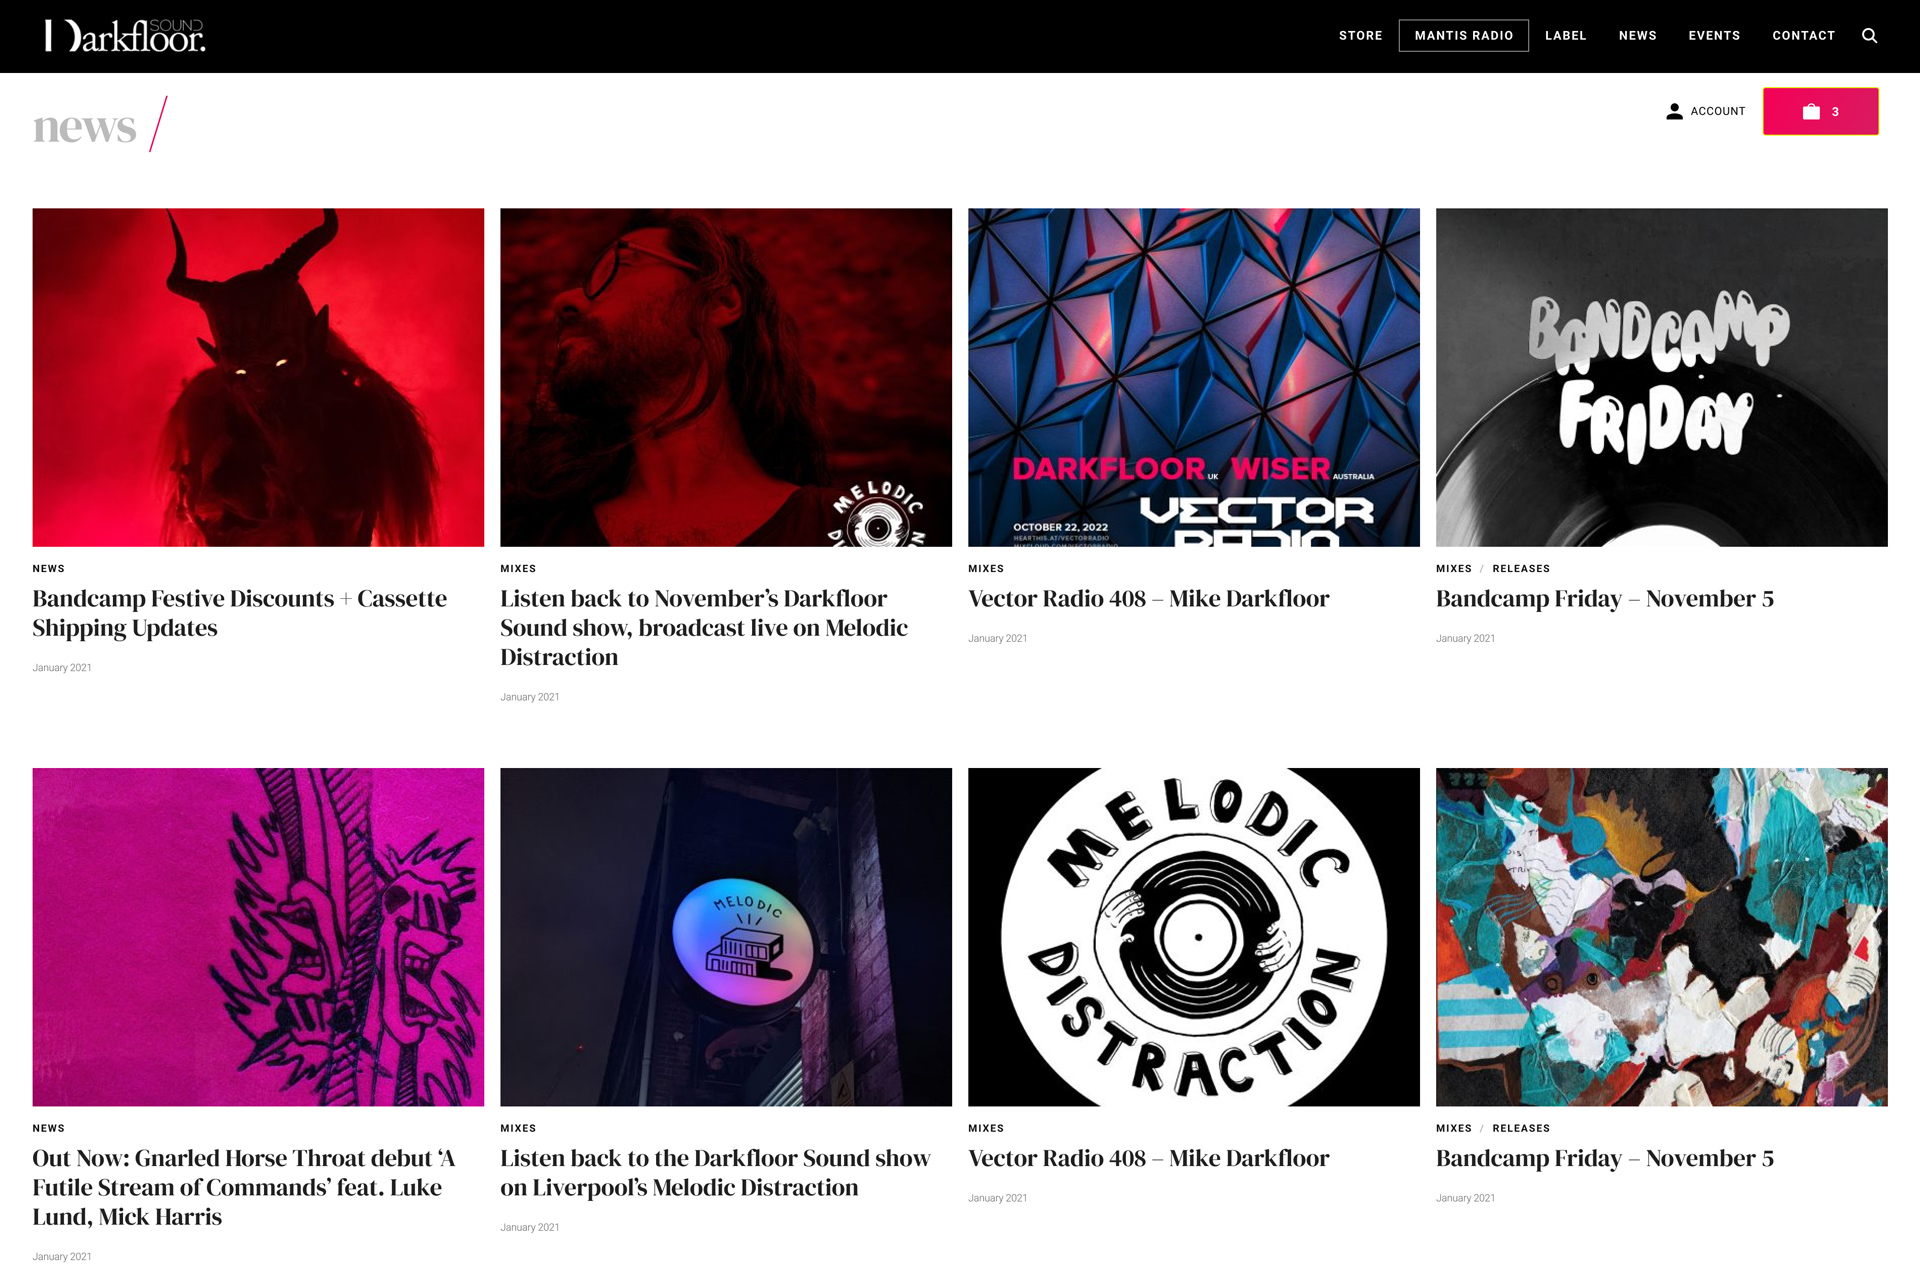 Darkfloor.
SOUND
STORE
MANTIS RADIO
LABEL
NEWS
EVENTS
CONTACT
news /
ACCOUNT
3
MELODIC
DARKFLOOR UK WISER AUSTRALIA
OCTOBER 22, 2022
HEARTHIS.AT/VECTORRADIO
MIXCLOUD.COM/VECTORRADIO
VECTOR
RADIO
BANDCAMP
FRIDAY
NEWS
Bandcamp Festive Discounts + Cassette
Shipping Updates
January 2021
MIXES
Listen back to November’s Darkfloor
Sound show, broadcast live on Melodic
Distraction
January 2021
MIXES
Vector Radio 408 – Mike Darkfloor
January 2021
MIXES / RELEASES
Bandcamp Friday – November 5
January 2021
MELODIC
MELODIC
DISTRACTION
NEWS
Out Now: Gnarled Horse Throat debut ‘A
Futile Stream of Commands’ feat. Luke
Lund, Mick Harris
January 2021
MIXES
Listen back to the Darkfloor Sound show
on Liverpool’s Melodic Distraction
January 2021
MIXES
Vector Radio 408 – Mike Darkfloor
January 2021
MIXES / RELEASES
Bandcamp Friday – November 5
January 2021